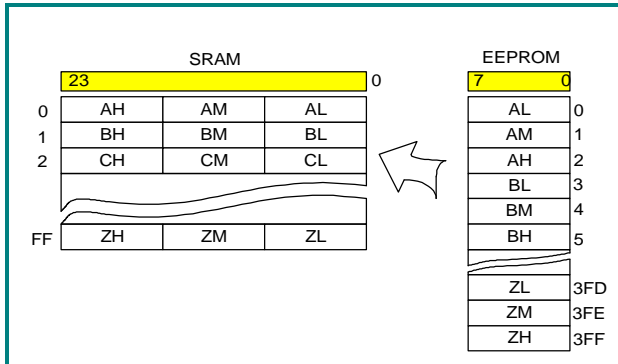 SRAM
23 0
0 AH AM AL
1 BH BM BL
2 CH CM CL
FF ZH ZM ZL
EEPROM
7 0
AL 0
AM 1
AH 2
BL 3
BM 4
BH 5
ZL 3FD
ZM 3FE
ZH 3FF